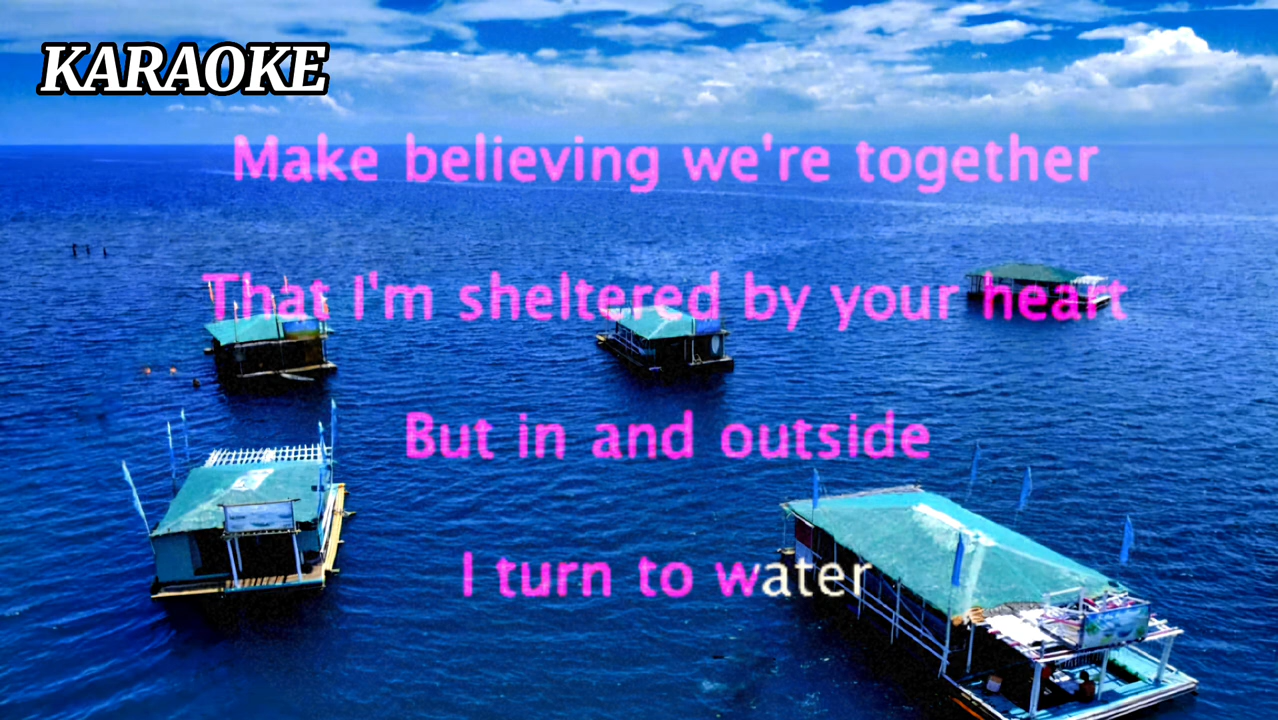 KARAOKE
Make believing we're together
That I'm sheltered by your heart
But in and outside
I turn to water